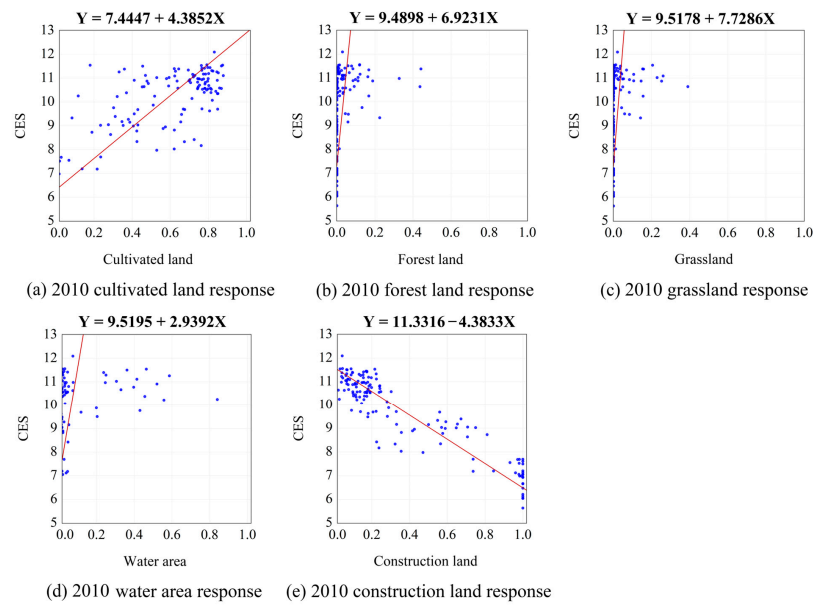 Y = 7.4447 + 4.3852X
13
12
11
10
9
8
7
6
5
CES
0.0 0.2 0.4 0.6 0.8 1.0
Cultivated land
(a) 2010 cultivated land response
Y = 9.4898 + 6.9231X
13
12
11
10
9
8
7
6
5
CES
0.0 0.2 0.4 0.6 0.8 1.0
Forest land
(b) 2010 forest land response
Y = 9.5178 + 7.7286X
13
12
11
10
9
8
7
6
5
CES
0.0 0.2 0.4 0.6 0.8 1.0
Grassland
(c) 2010 grassland response
Y = 9.5195 + 2.9392X
13
12
11
10
9
8
7
6
5
CES
0.0 0.2 0.4 0.6 0.8 1.0
Water area
(d) 2010 water area response
Y = 11.3316 − 4.3833X
13
12
11
10
9
8
7
6
5
CES
0.0 0.2 0.4 0.6 0.8 1.0
Construction land
(e) 2010 construction land response